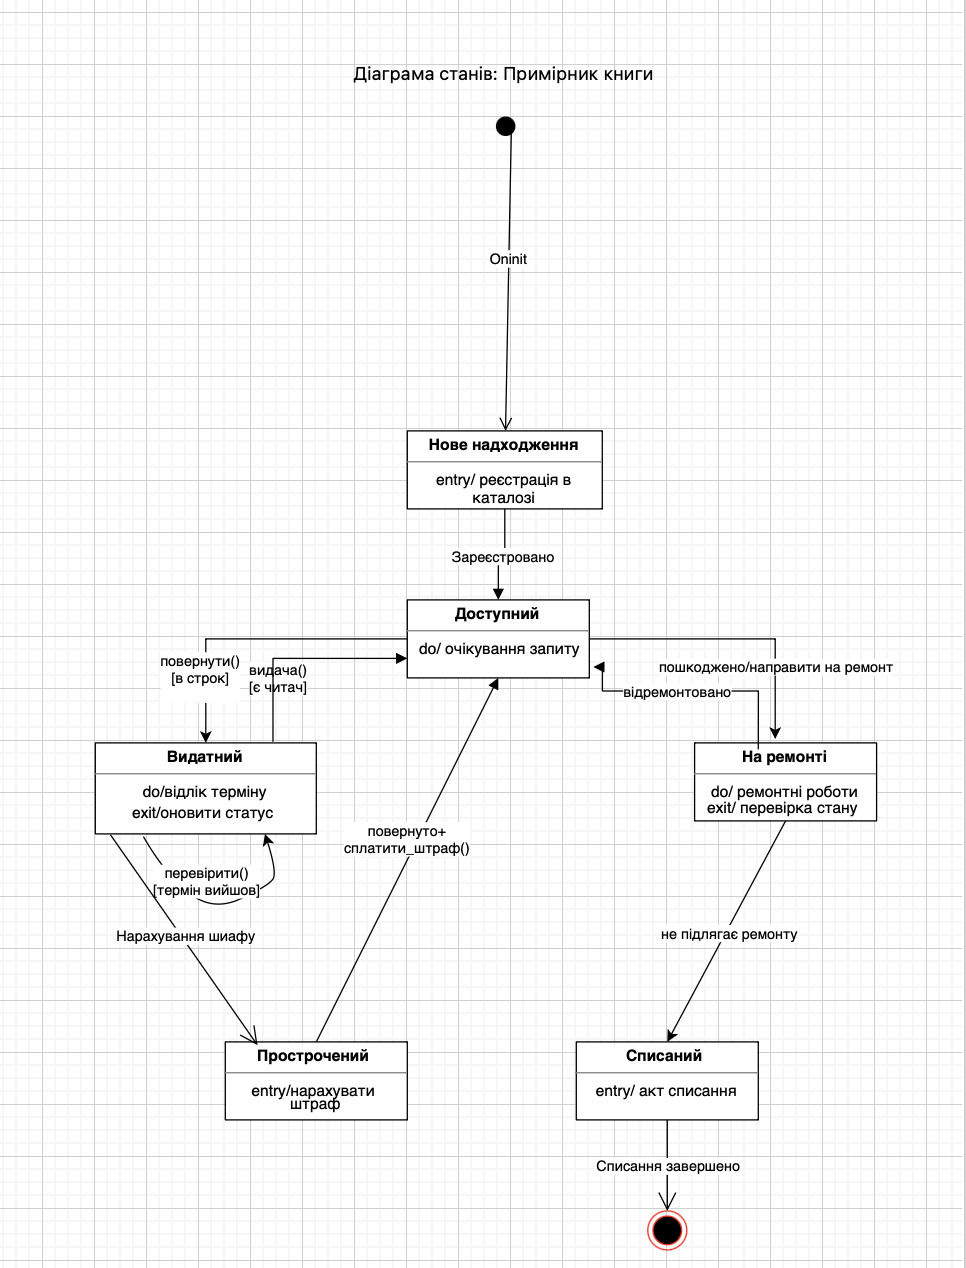 Діаграма станів: Примірник книги
Oninit
Нове надходження
entry/ реєстрація в
каталозі
Зареєстровано
Доступний
do/ очікування запиту
повернути()
[в строк]
видача()
[є читач]
пошкоджено/направити на ремонт
відремонтовано
Видатний
do/відлік терміну
exit/оновити статус
На ремонті
do/ ремонтні роботи
exit/ перевірка стану
повернуто+
сплатити_штраф()
перевірити()
[термін вийшов]
Нарахування шиафу
не підлягає ремонту
Прострочений
entry/нарахувати
штраф
Списаний
entry/ акт списання
Списання завершено